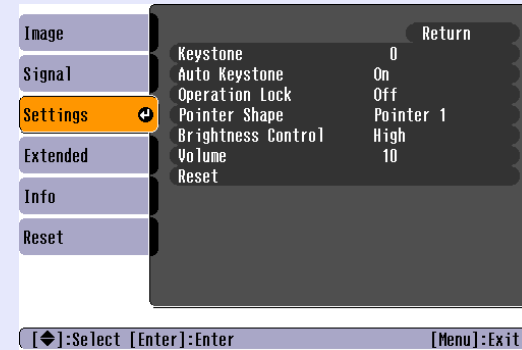 Image
Signal
Settings
Extended
Info
Reset
Return
Keystone 0
Auto Keystone On
Operation Lock Off
Pointer Shape Pointer 1
Brightness Control High
Volume 10
Reset
[◆]:Select [Enter]:Enter [Menu]:Exit